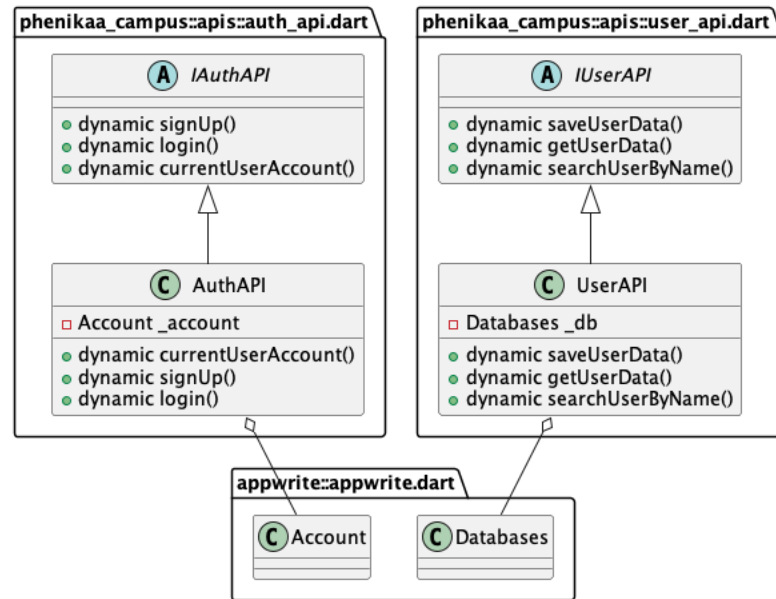 phenikaa_campus::apis::auth_api.dart
A IAuthAPI
dynamic signUp()
dynamic login()
dynamic currentUserAccount()
C AuthAPI
Account _account
dynamic currentUserAccount()
dynamic signUp()
dynamic login()
phenikaa_campus::apis::user_api.dart
A IUserAPI
dynamic saveUserData()
dynamic getUserData()
dynamic searchUserByName()
C UserAPI
Databases _db
dynamic saveUserData()
dynamic getUserData()
dynamic searchUserByName()
appwrite::appwrite.dart
C Account
C Databases